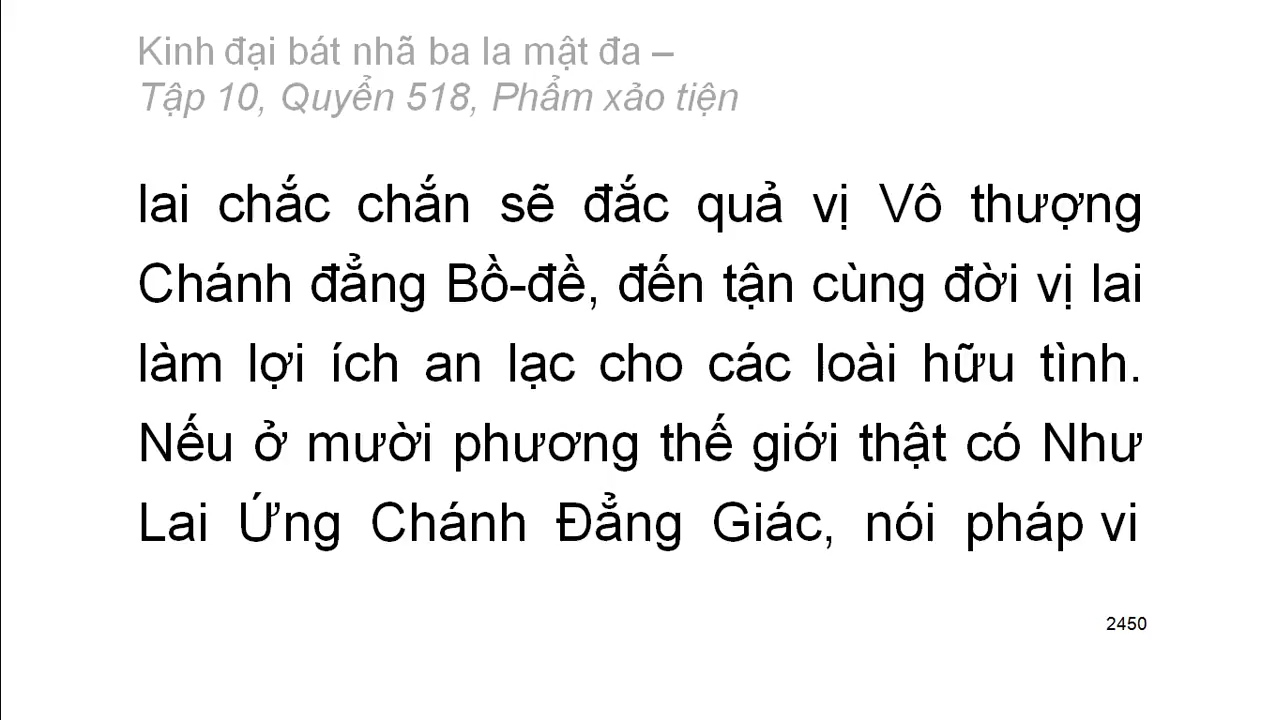 Kinh đại bát nhã ba la mật đa –
Tập 10, Quyển 518, Phẩm xảo tiện
lai chắc chắn sẽ đắc quả vị Vô thượng
Chánh đẳng Bồ-đề, đến tận cùng đời vị lai
làm lợi ích an lạc cho các loài hữu tình.
Nếu ở mười phương thế giới thật có Như
Lai Ứng Chánh Đẳng Giác, nói pháp vi
2450